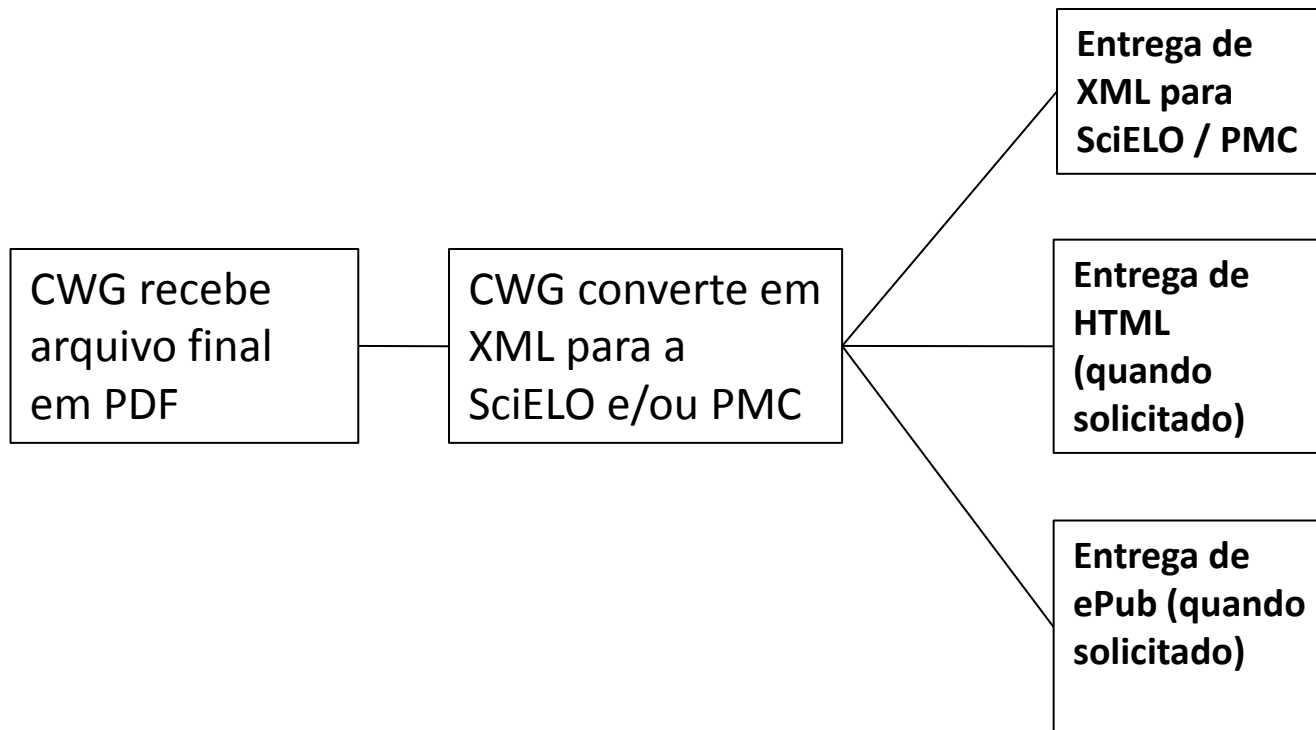 CWG recebe
arquivo final
em PDF
CWG converte em
XML para a
SciELO e/ou PMC
Entrega de
XML para
SciELO / PMC
Entrega de
HTML
(quando
solicitado)
Entrega de
ePub (quando
solicitado)